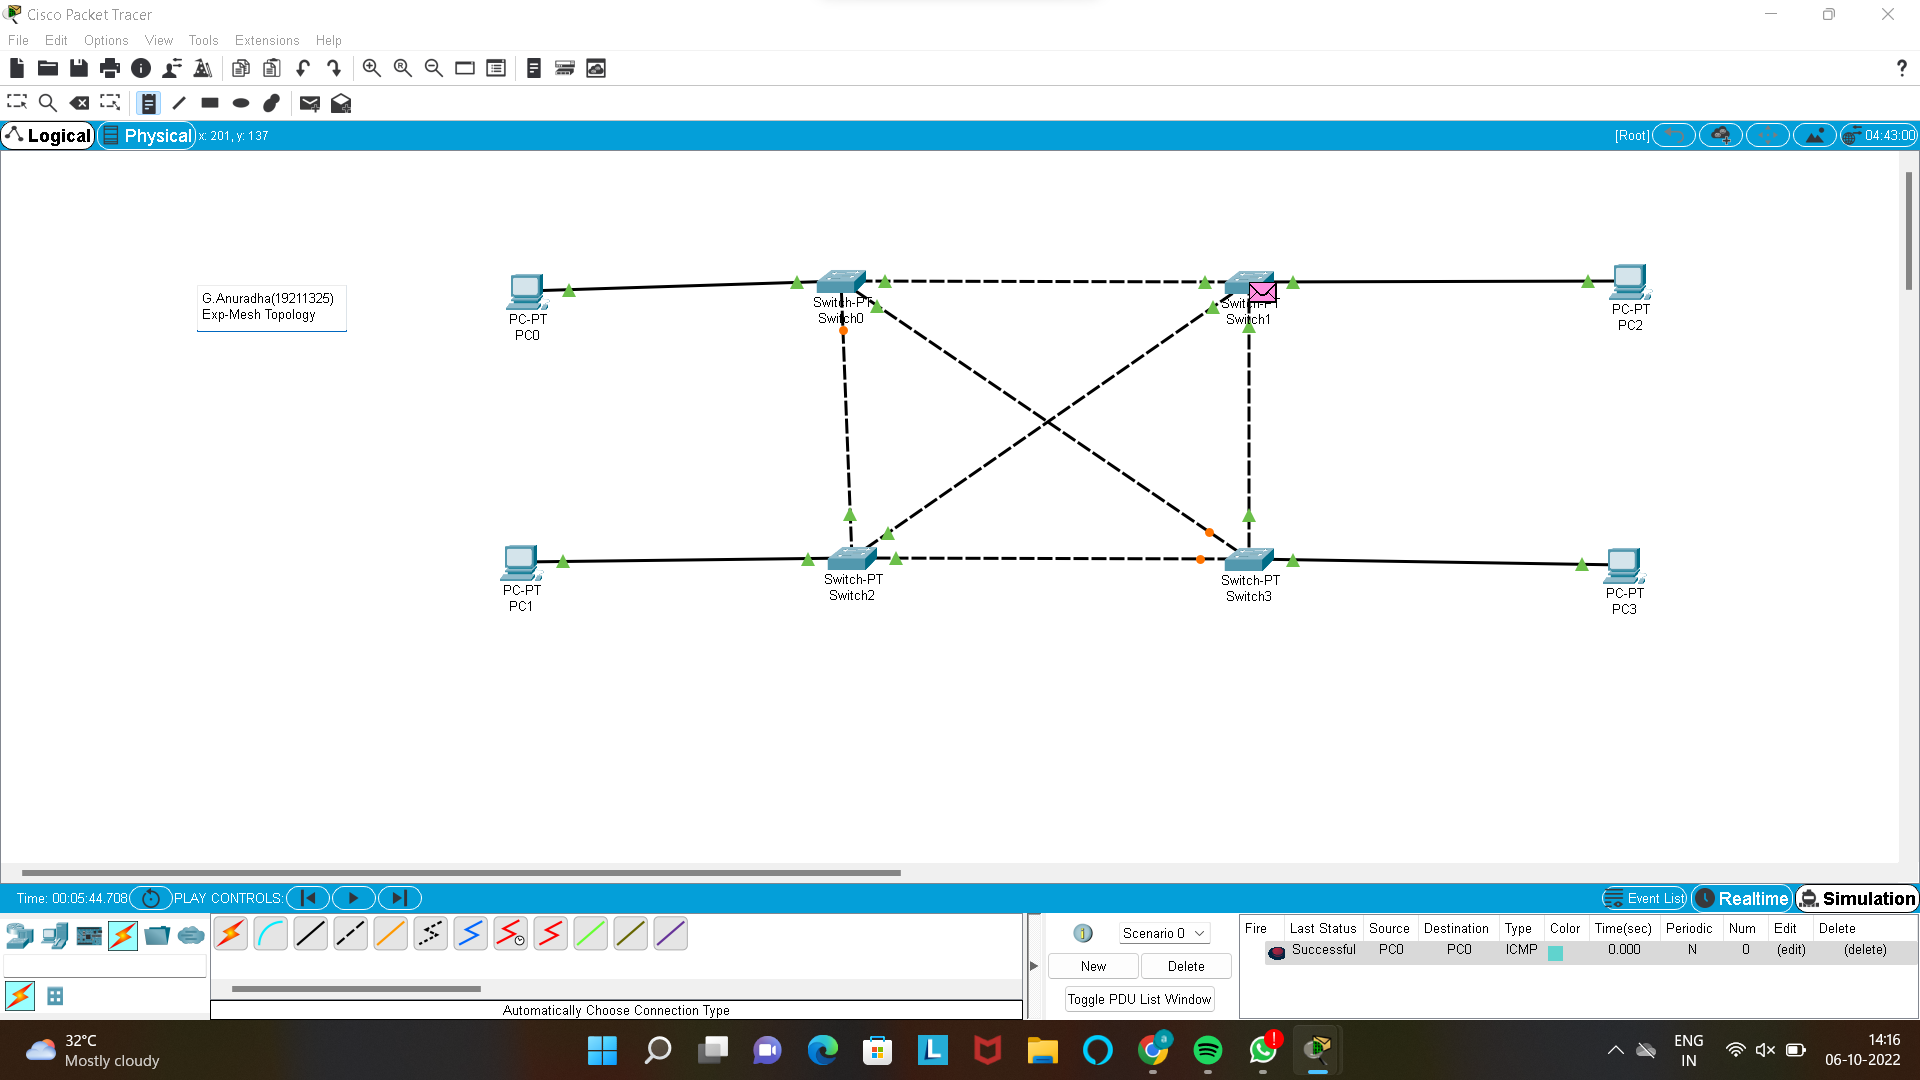 Cisco Packet Tracer
File Edit Options View Tools Extensions Help
Logical Physical x: 201, y: 137 [Root] 04:43:00
G.Anuradha(19211325)
Exp-Mesh Topology
PC-PT
PC0
Switch-PT
Switch0
Switch-PT
Switch1
PC-PT
PC2
PC-PT
PC1
Switch-PT
Switch2
Switch-PT
Switch3
PC-PT
PC3
Time: 00:05:44.708 PLAY CONTROLS: Event List Realtime Simulation
Scenario 0
New Delete
Toggle PDU List Window
Fire Last Status Source Destination Type Color Time(sec) Periodic Num Edit Delete
Successful PC0 PC0 ICMP 0.000 N 0 (edit) (delete)
Automatically Choose Connection Type
32°C
Mostly cloudy
ENG
IN
14:16
06-10-2022